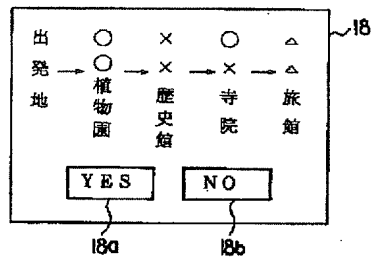 18
出発地
→
○○植物園
→
××歴史館
→
○×寺院
→
△△旅館
YES
NO
18a
18b